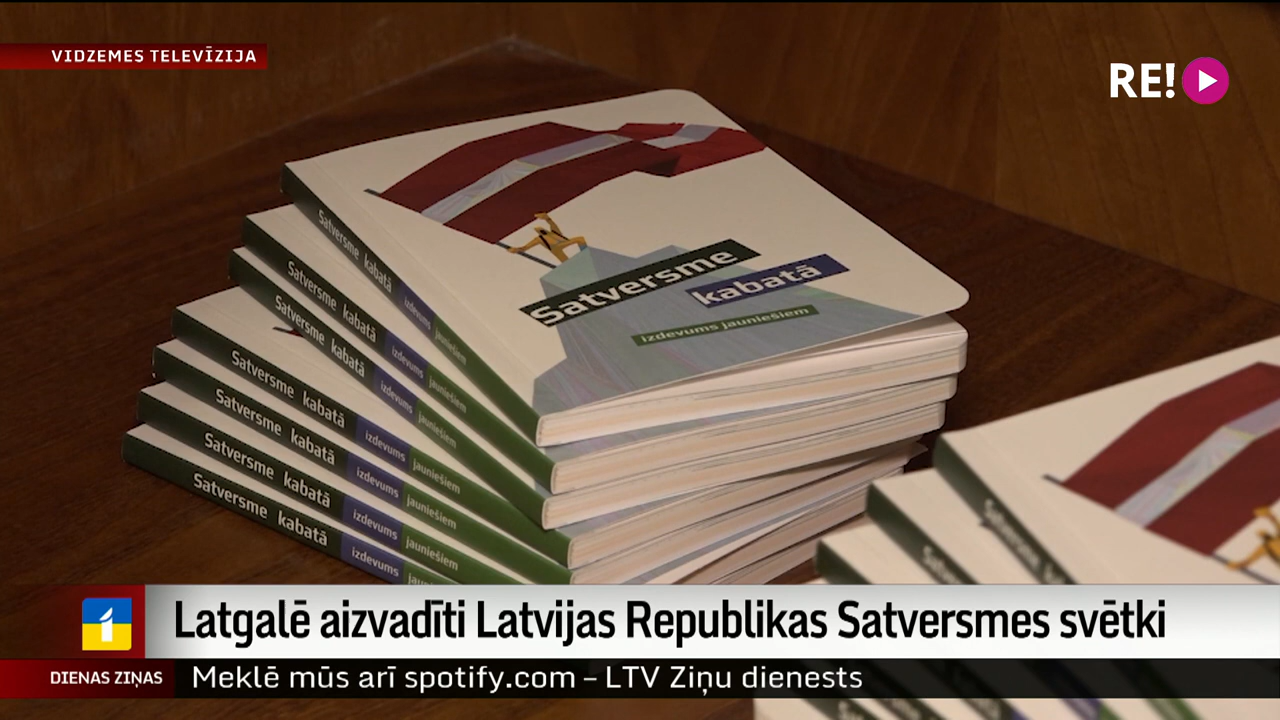 VIDZEMES TELEVĪZIJA
RE!
Satversme
kabatā
izdevums jauniešiem
Satversme kabatā izdevums jauniešiem
Satversme kabatā izdevums jauniešiem
Satversme kabatā izdevums jauniešiem
Satversme kabatā izdevums jauniešiem
Satversme kabatā izdevums jauniešiem
Satversme kabatā izdevums jauniešiem
Satversme kabatā izdevums
1
Latgalē aizvadīti Latvijas Republikas Satversmes svētki
DIENAS ZIŅAS
Meklē mūs arī spotify.com – LTV Ziņu dienests